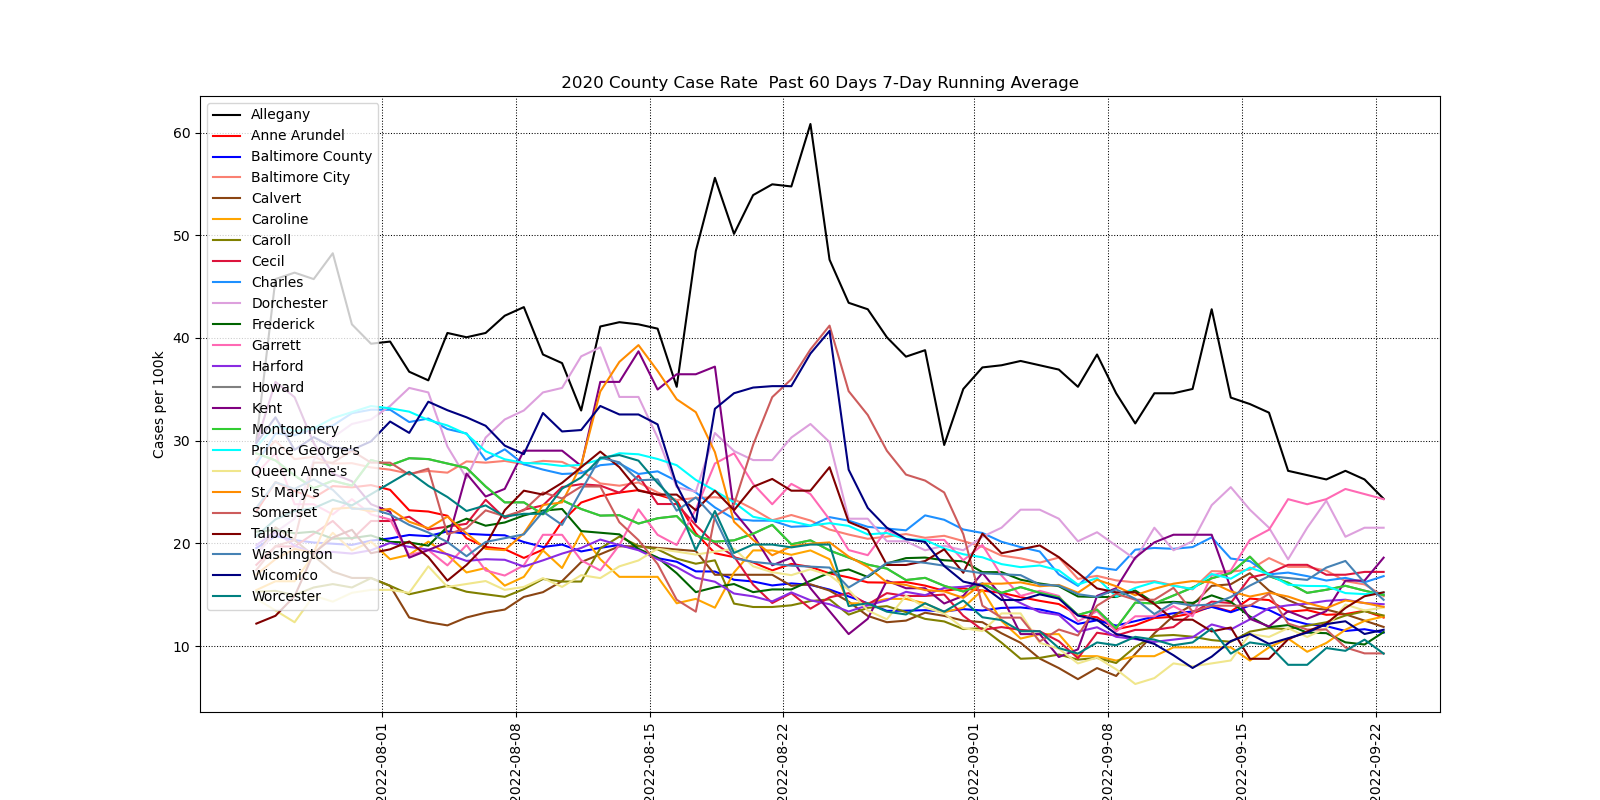 2020 County Case Rate  Past 60 Days 7-Day Running Average
Cases per 100k
60
50
40
30
20
10
Allegany
Anne Arundel
Baltimore County
Baltimore City
Calvert
Caroline
Caroll
Cecil
Charles
Dorchester
Frederick
Garrett
Harford
Howard
Kent
Montgomery
Prince George's
Queen Anne's
St. Mary's
Somerset
Talbot
Washington
Wicomico
Worcester
2022-08-01
2022-08-08
2022-08-15
2022-08-22
2022-09-01
2022-09-08
2022-09-15
2022-09-22